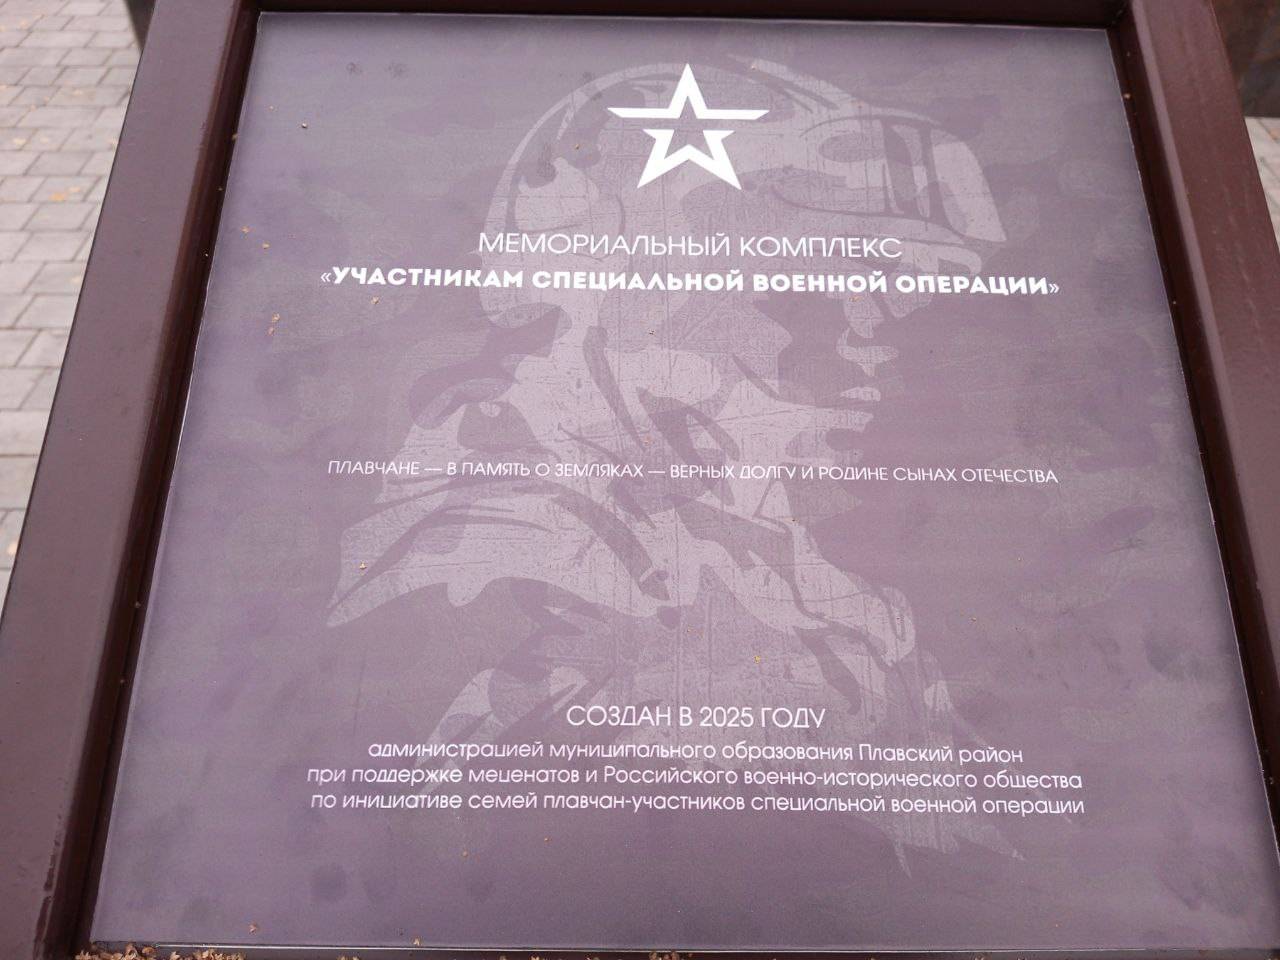 МЕМОРИАЛЬНЫЙ КОМПЛЕКС
«УЧАСТНИКАМ СПЕЦИАЛЬНОЙ ВОЕННОЙ ОПЕРАЦИИ»
ПЛАВЧАНЕ — В ПАМЯТЬ О ЗЕМЛЯКАХ — ВЕРНЫХ ДОЛГУ И РОДИНЕ СЫНАХ ОТЕЧЕСТВА
СОЗДАН В 2025 ГОДУ
администрацией муниципального образования Плавский район
при поддержке меценатов и Российского военно-исторического общества
по инициативе семей плавчан-участников специальной военной операции